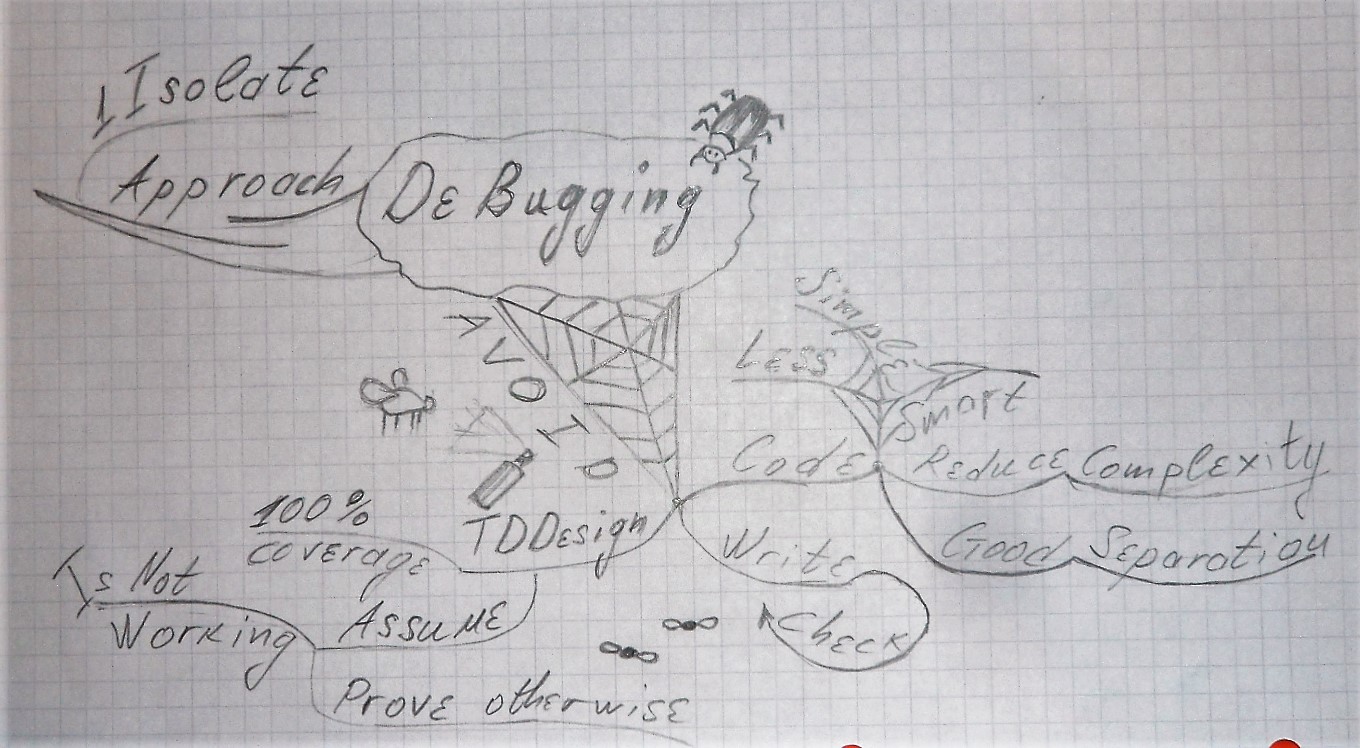 1 Isolate
Approach
DeBugging
AVOID
Simple
Less
Smart
Code
Reduce Complexity
Good Separation
Write
Check
TDDesign
100%
coverage
Assume
Is Not
Working
Prove otherwise